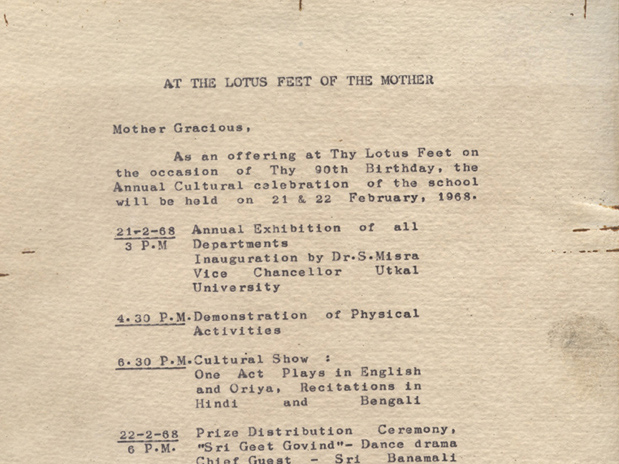 AT THE LOTUS FEET OF THE MOTHER
Mother Gracious,
As an offering at Thy Lotus Feet on
the occasion of Thy 90th Birthday, the
Annual Cultural celebration of the school
will be held on 21 & 22 February, 1968.
21-2-68 Annual Exhibition of all
3 P.M Departments
Inauguration by Dr.S.Misra
Vice Chancellor Utkal
University
4.30 P.M. Demonstration of Physical
Activities
6.30 P.M. Cultural Show :
One Act Plays in English
and Oriya, Recitations in
Hindi and Bengali
22-2-68 Prize Distribution Ceremony,
6 P.M. "Sri Geet Govind"- Dance drama
Chief Guest - Sri Banamali